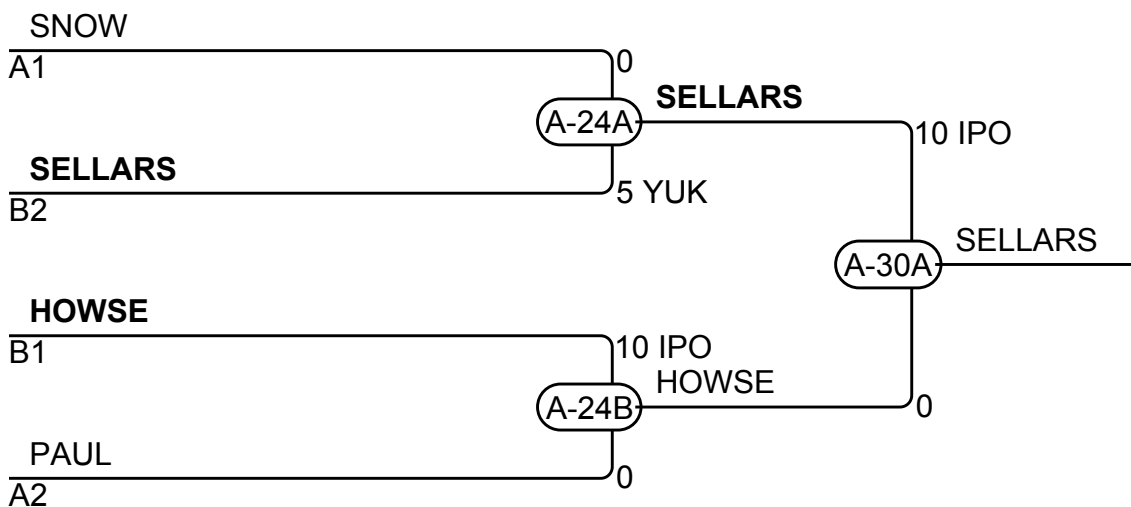 SNOW
A1
0
A-24A
SELLARS
10 IPO
SELLARS
B2
5 YUK
A-30A
SELLARS
HOWSE
B1
10 IPO
A-24B
HOWSE
0
PAUL
A2
0